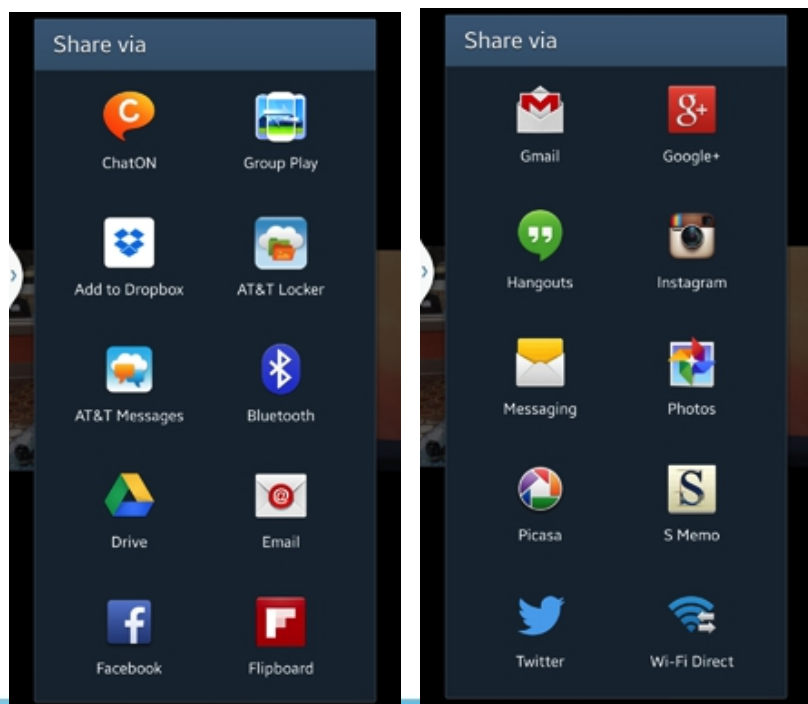 Share via
ChatON Group Play
Add to Dropbox AT&T Locker
AT&T Messages Bluetooth
Drive Email
Facebook Flipboard
Share via
Gmail Google+
Hangouts Instagram
Messaging Photos
Picasa S Memo
Twitter Wi-Fi Direct